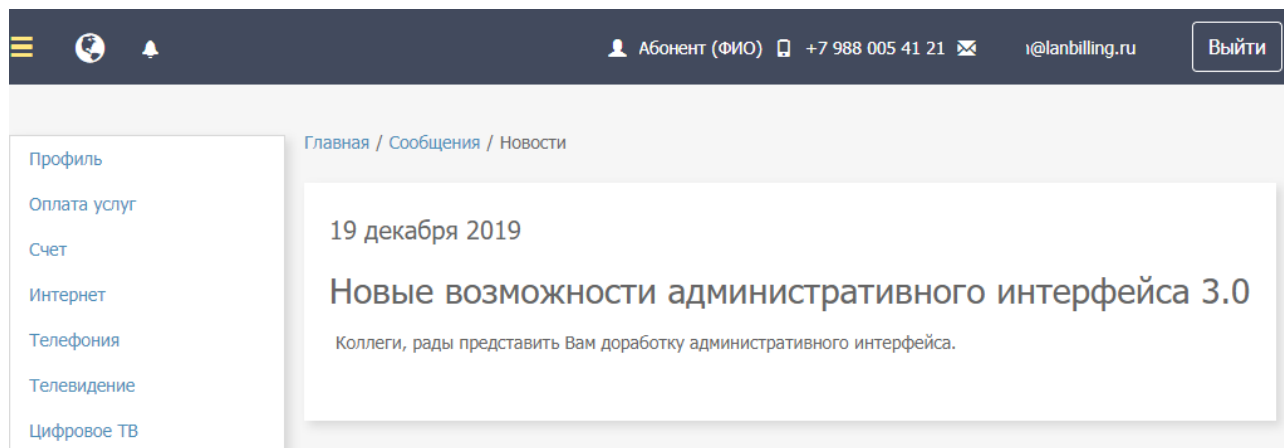 Абонент (ФИО) +7 988 005 41 21 @lanbilling.ru Выйти
Главная / Сообщения / Новости
Профиль
Оплата услуг
Счет
Интернет
Телефония
Телевидение
Цифровое ТВ
19 декабря 2019
Новые возможности административного интерфейса 3.0
Коллеги, рады представить Вам доработку административного интерфейса.